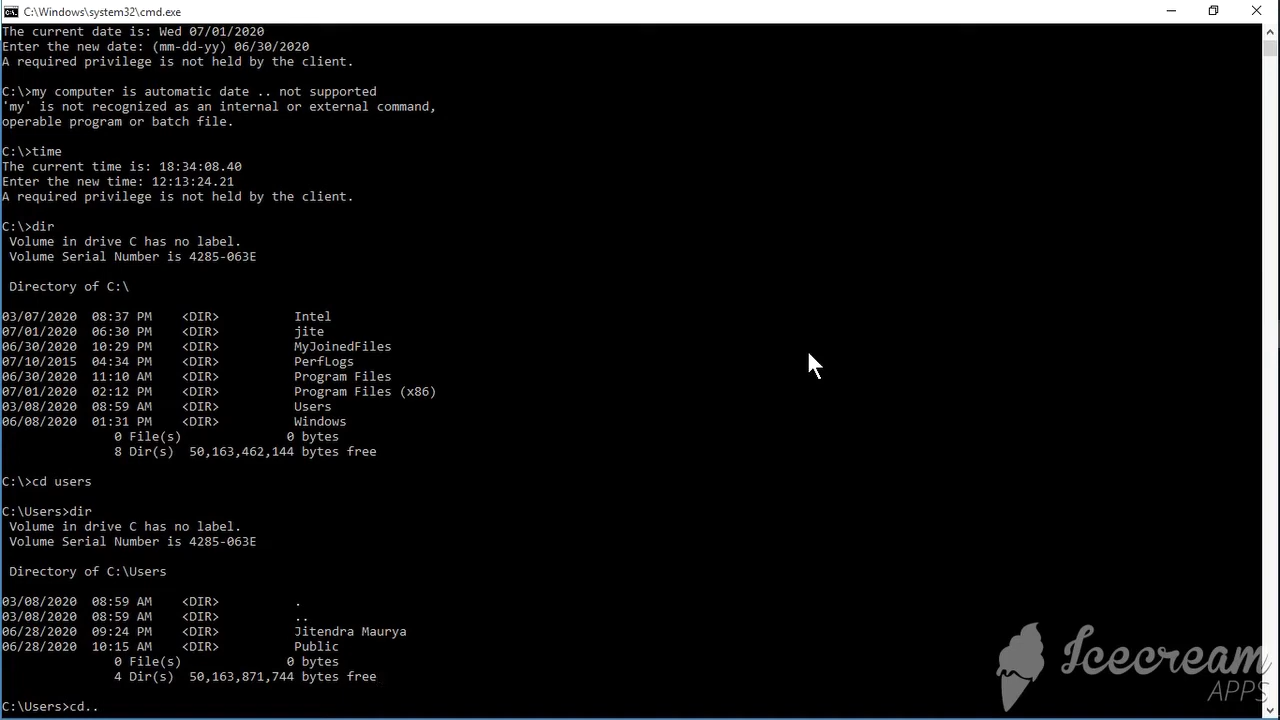 C:\Windows\system32\cmd.exe
The current date is: Wed 07/01/2020
Enter the new date: (mm-dd-yy) 06/30/2020
A required privilege is not held by the client.
C:\>my computer is automatic date .. not supported
'my' is not recognized as an internal or external command,
operable program or batch file.
C:\>time
The current time is: 18:34:08.40
Enter the new time: 12:13:24.21
A required privilege is not held by the client.
C:\>dir
Volume in drive C has no label.
Volume Serial Number is 4285-063E
Directory of C:\
03/07/2020  08:37 PM    <DIR>          Intel
07/01/2020  06:30 PM    <DIR>          jite
06/30/2020  10:29 PM    <DIR>          MyJoinedFiles
07/10/2015  04:34 PM    <DIR>          PerfLogs
06/30/2020  11:10 AM    <DIR>          Program Files
07/01/2020  02:12 PM    <DIR>          Program Files (x86)
03/08/2020  08:59 AM    <DIR>          Users
06/08/2020  01:31 PM    <DIR>          Windows
0 File(s)              0 bytes
8 Dir(s)  50,163,462,144 bytes free
C:\>cd users
C:\Users>dir
Volume in drive C has no label.
Volume Serial Number is 4285-063E
Directory of C:\Users
03/08/2020  08:59 AM    <DIR>          .
03/08/2020  08:59 AM    <DIR>          ..
06/28/2020  09:24 PM    <DIR>          Jitendra Maurya
06/28/2020  10:15 AM    <DIR>          Public
0 File(s)              0 bytes
4 Dir(s)  50,163,871,744 bytes free
C:\Users>cd..
Icecream
APPS